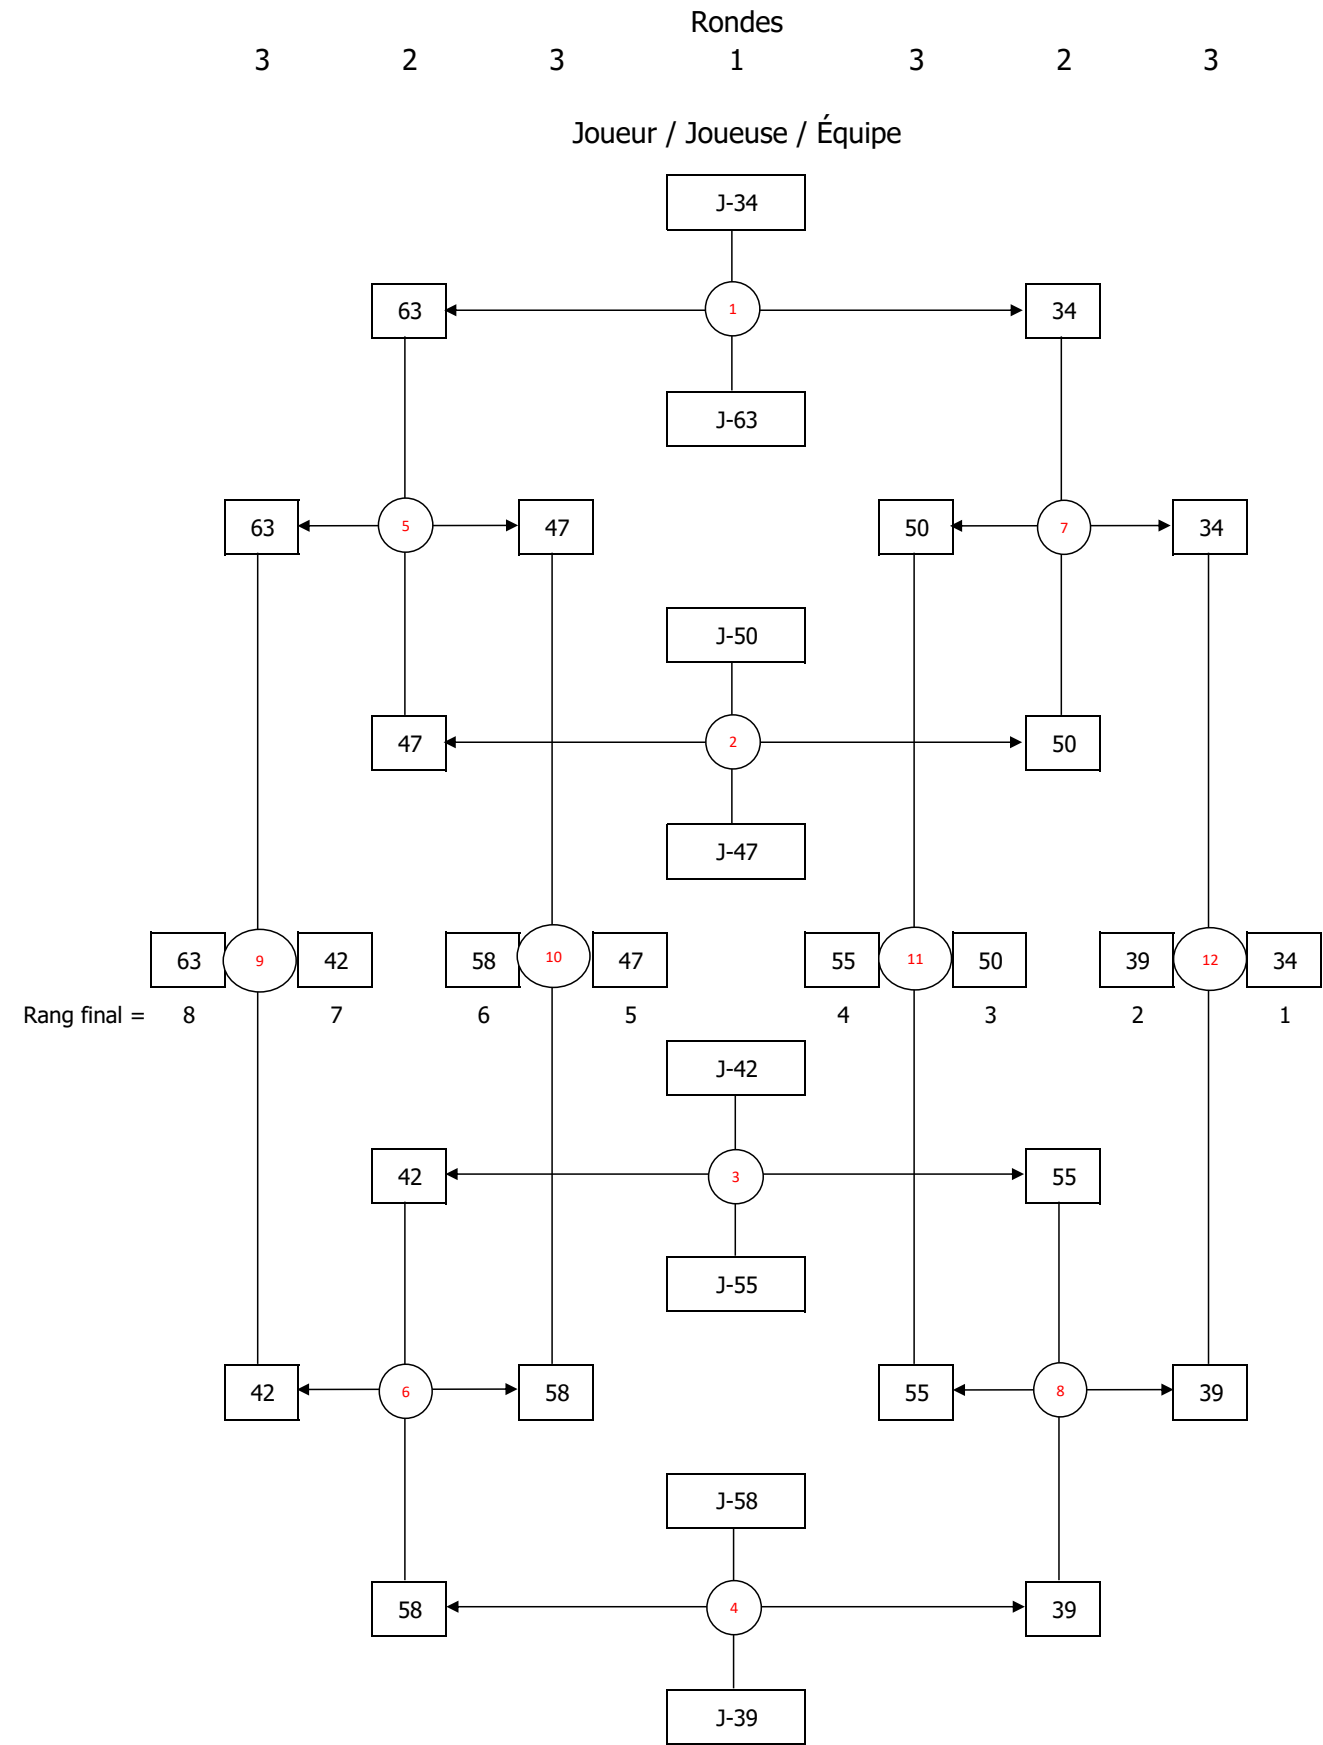 Rondes
3 2 3 1 3 2 3
Joueur / Joueuse / Équipe
J-34
63 1 34
J-63
63 5 47 50 7 34
J-50
47 2 50
J-47
63 9 42 58 10 47 55 11 50 39 12 34
Rang final = 8 7 6 5 4 3 2 1
J-42
42 3 55
J-55
42 6 58 55 8 39
J-58
58 4 39
J-39